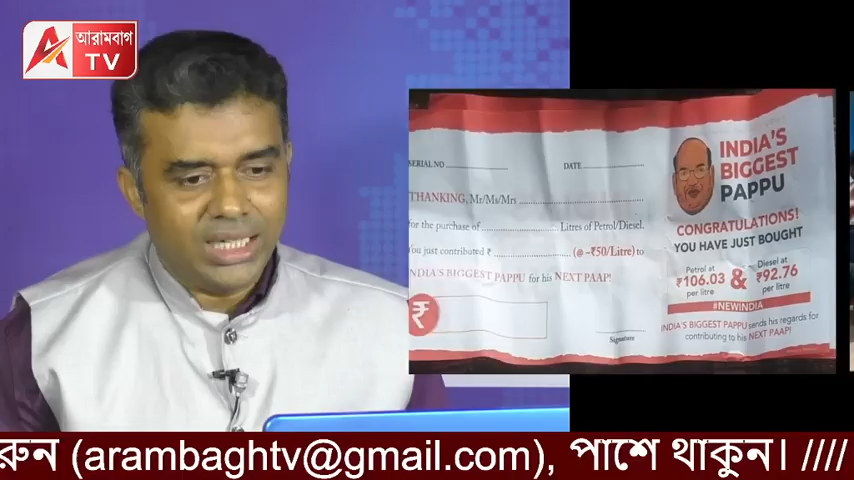 আরামবাগ
TV
SERIAL NO
DATE
THANKING, Mr/Ms/Mrs
for the purchase of Litres of Petrol/Diesel.
You just contributed ₹ (@ ~₹50/Litre) to
INDIA'S BIGGEST PAPPU for his NEXT PAAP!
₹
Signature
INDIA'S
BIGGEST
PAPPU
CONGRATULATIONS!
YOU HAVE JUST BOUGHT
Petrol at
₹106.03
per litre
&
Diesel at
₹92.76
per litre
#NEWINDIA
INDIA'S BIGGEST PAPPU sends his regards for
contributing to his NEXT PAAP!
রুন (arambaghtv@gmail.com), পাশে থাকুন। ////